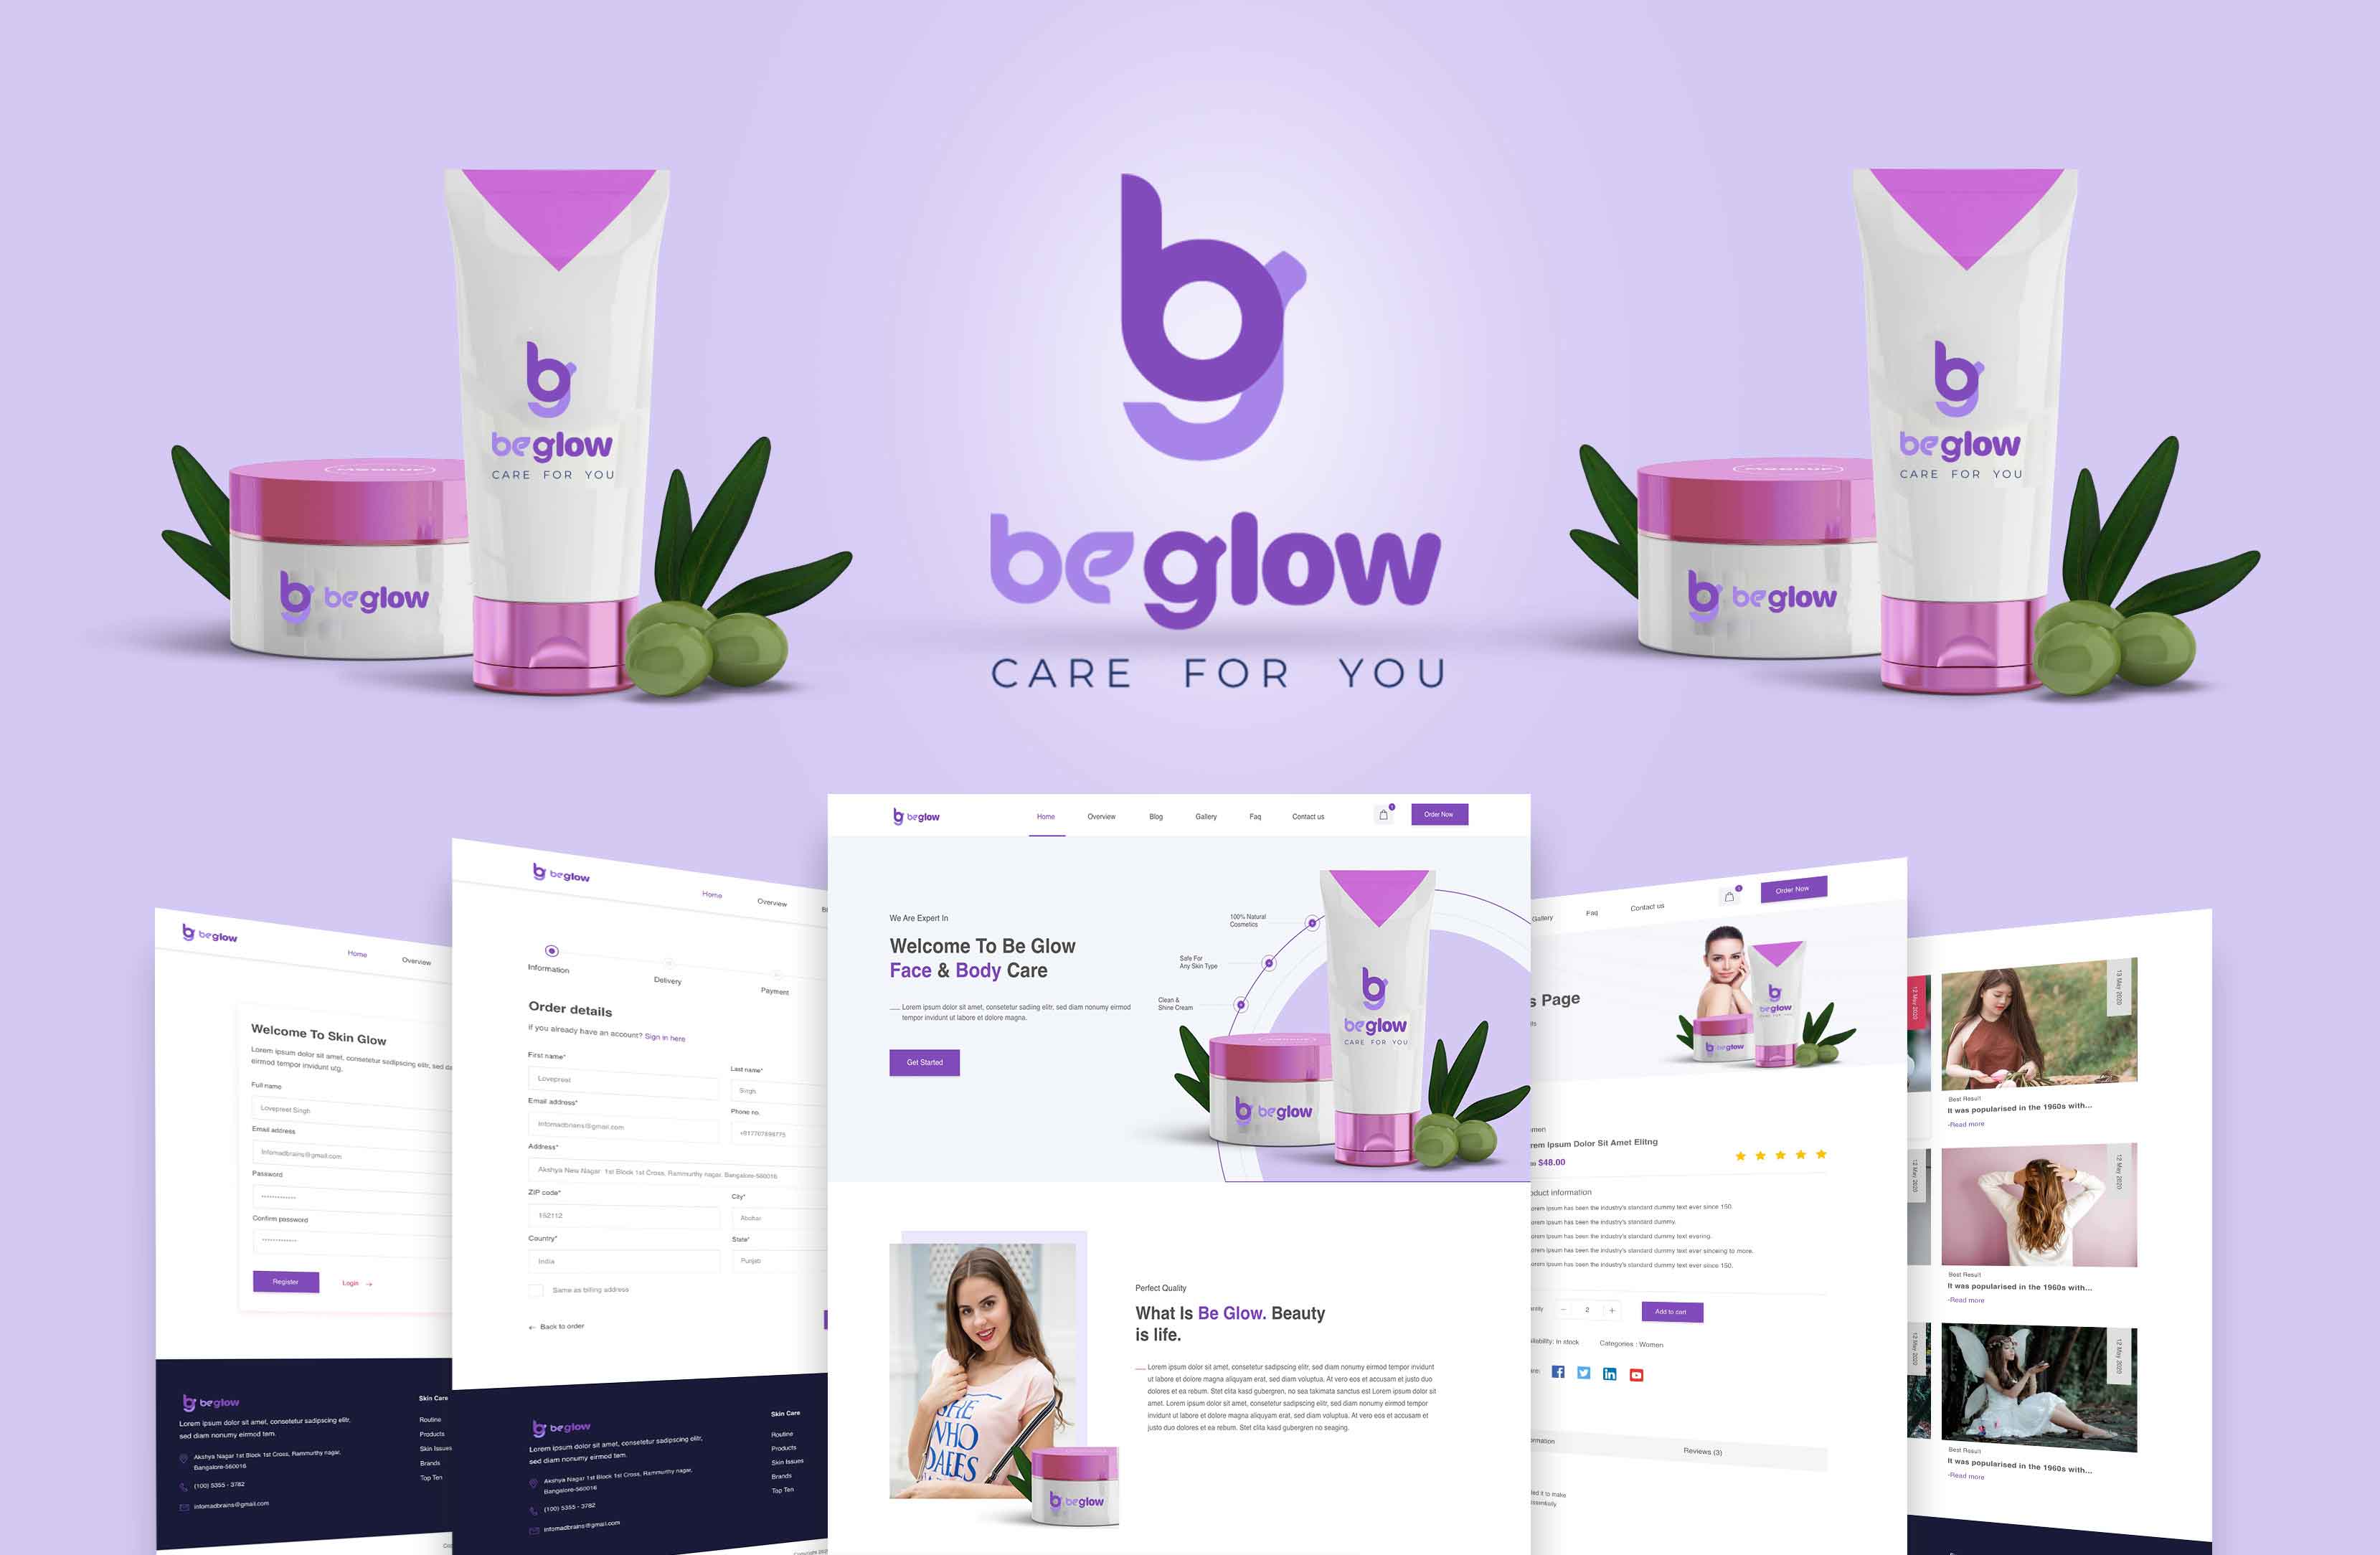 beglow
CARE FOR YOU
beglow
beglow
CARE FOR YOU
beglow
CARE FOR YOU
beglow
beglow
Home
Overview
Welcome To Skin Glow
Lorem ipsum dolor sit amet, consetetur sadipscing elitr, sed
eirmod tempor invidunt utg.
Full name
Lovepreet Singh
Email address
Infomadbrains@gmail.com
Password
Confirm password
Register
Login →
beglow
Lorem ipsum dolor sit amet, consetetur sadipscing elitr,
sed diam nonumy eirmod tem.
Akshya Nagar 1st Block 1st Cross, Rammurthy nagar,
Bangalore-560016
(100) 5355 - 3782
infomadbrains@gmail.com
Skin Care
Routine
Products
Skin Issues
Brands
Top Ten
beglow
Home
Overview
Information
Delivery
Payment
Order details
If you already have an account? Sign in here
First name*
Lovepreet
Last name*
Singh
Email address*
Infomadbrains@gmail.com
Phone no.
Address*
Akshya New Nagar 1st Block 1st Cross, Rammurthy nagar, Bangalore-560016
ZIP code*
152112
City*
Abohar
Country*
India
State*
Punjab
Same as billing address
← Back to order
beglow
Lorem ipsum dolor sit amet, consetetur sadipscing elitr,
sed diam nonumy eirmod tem.
Akshya Nagar 1st Block 1st Cross, Rammurthy nagar,
Bangalore-560016
(100) 5355 - 3782
infomadbrains@gmail.com
Skin Care
Routine
Products
Skin Issues
Brands
Top Ten
beglow
Home
Overview
Blog
Gallery
Faq
Contact us
1
Order Now
We Are Expert In
Welcome To Be Glow
Face & Body Care
Lorem ipsum dolor sit amet, consetetur sading elitr, sed diam nonumy eirmod
tempor invidunt ut labore et dolore magna.
Get Started
100% Natural
Cosmetics
Safe For
Any Skin Type
Clean &
Shine Cream
beglow
CARE FOR YOU
beglow
Perfect Quality
What Is Be Glow. Beauty
is life.
Lorem ipsum dolor sit amet, consetetur sadipscing elitr, sed diam nonumy eirmod tempor invidunt
ut labore et dolore magna aliquyam erat, sed diam voluptua. At vero eos et accusam et justo duo
dolores et ea rebum. Stet clita kasd gubergren, no sea takimata sanctus est Lorem ipsum dolor sit
amet. Lorem ipsum dolor sit amet, consetetur sadipscing elitr, sed diam nonumy eirmod tempor
invidunt ut labore et dolore magna aliquyam erat, sed diam voluptua. At vero eos et accusam et
justo duo dolores et ea rebum. Stet clita kasd gubergren no seaging.
SHE
WHO
DARES
beglow
Gallery
Faq
Contact us
1
Order Now
Page
beglow
beglow
Ipsum Dolor Sit Amet Elitng
$48.00
Information
ipsum has been the industry's standard dummy text ever since 150.
ipsum has been the industry's standard dummy.
ipsum has been the industry's standard dummy text evering.
ipsum has been the industry's standard dummy text ever sinceing to more.
ipsum has been the industry's standard dummy text ever since 150.
− 2 +
Add to cart
In stock
Categories : Women
Reviews (3)
12 May 2020
13 May 2020
Best Result
It was popularised in the 1960s with...
-Read more
12 May 2020
12 May 2020
Best Result
It was popularised in the 1960s with...
-Read more
12 May 2020
12 May 2020
Best Result
It was popularised in the 1960s with...
-Read more